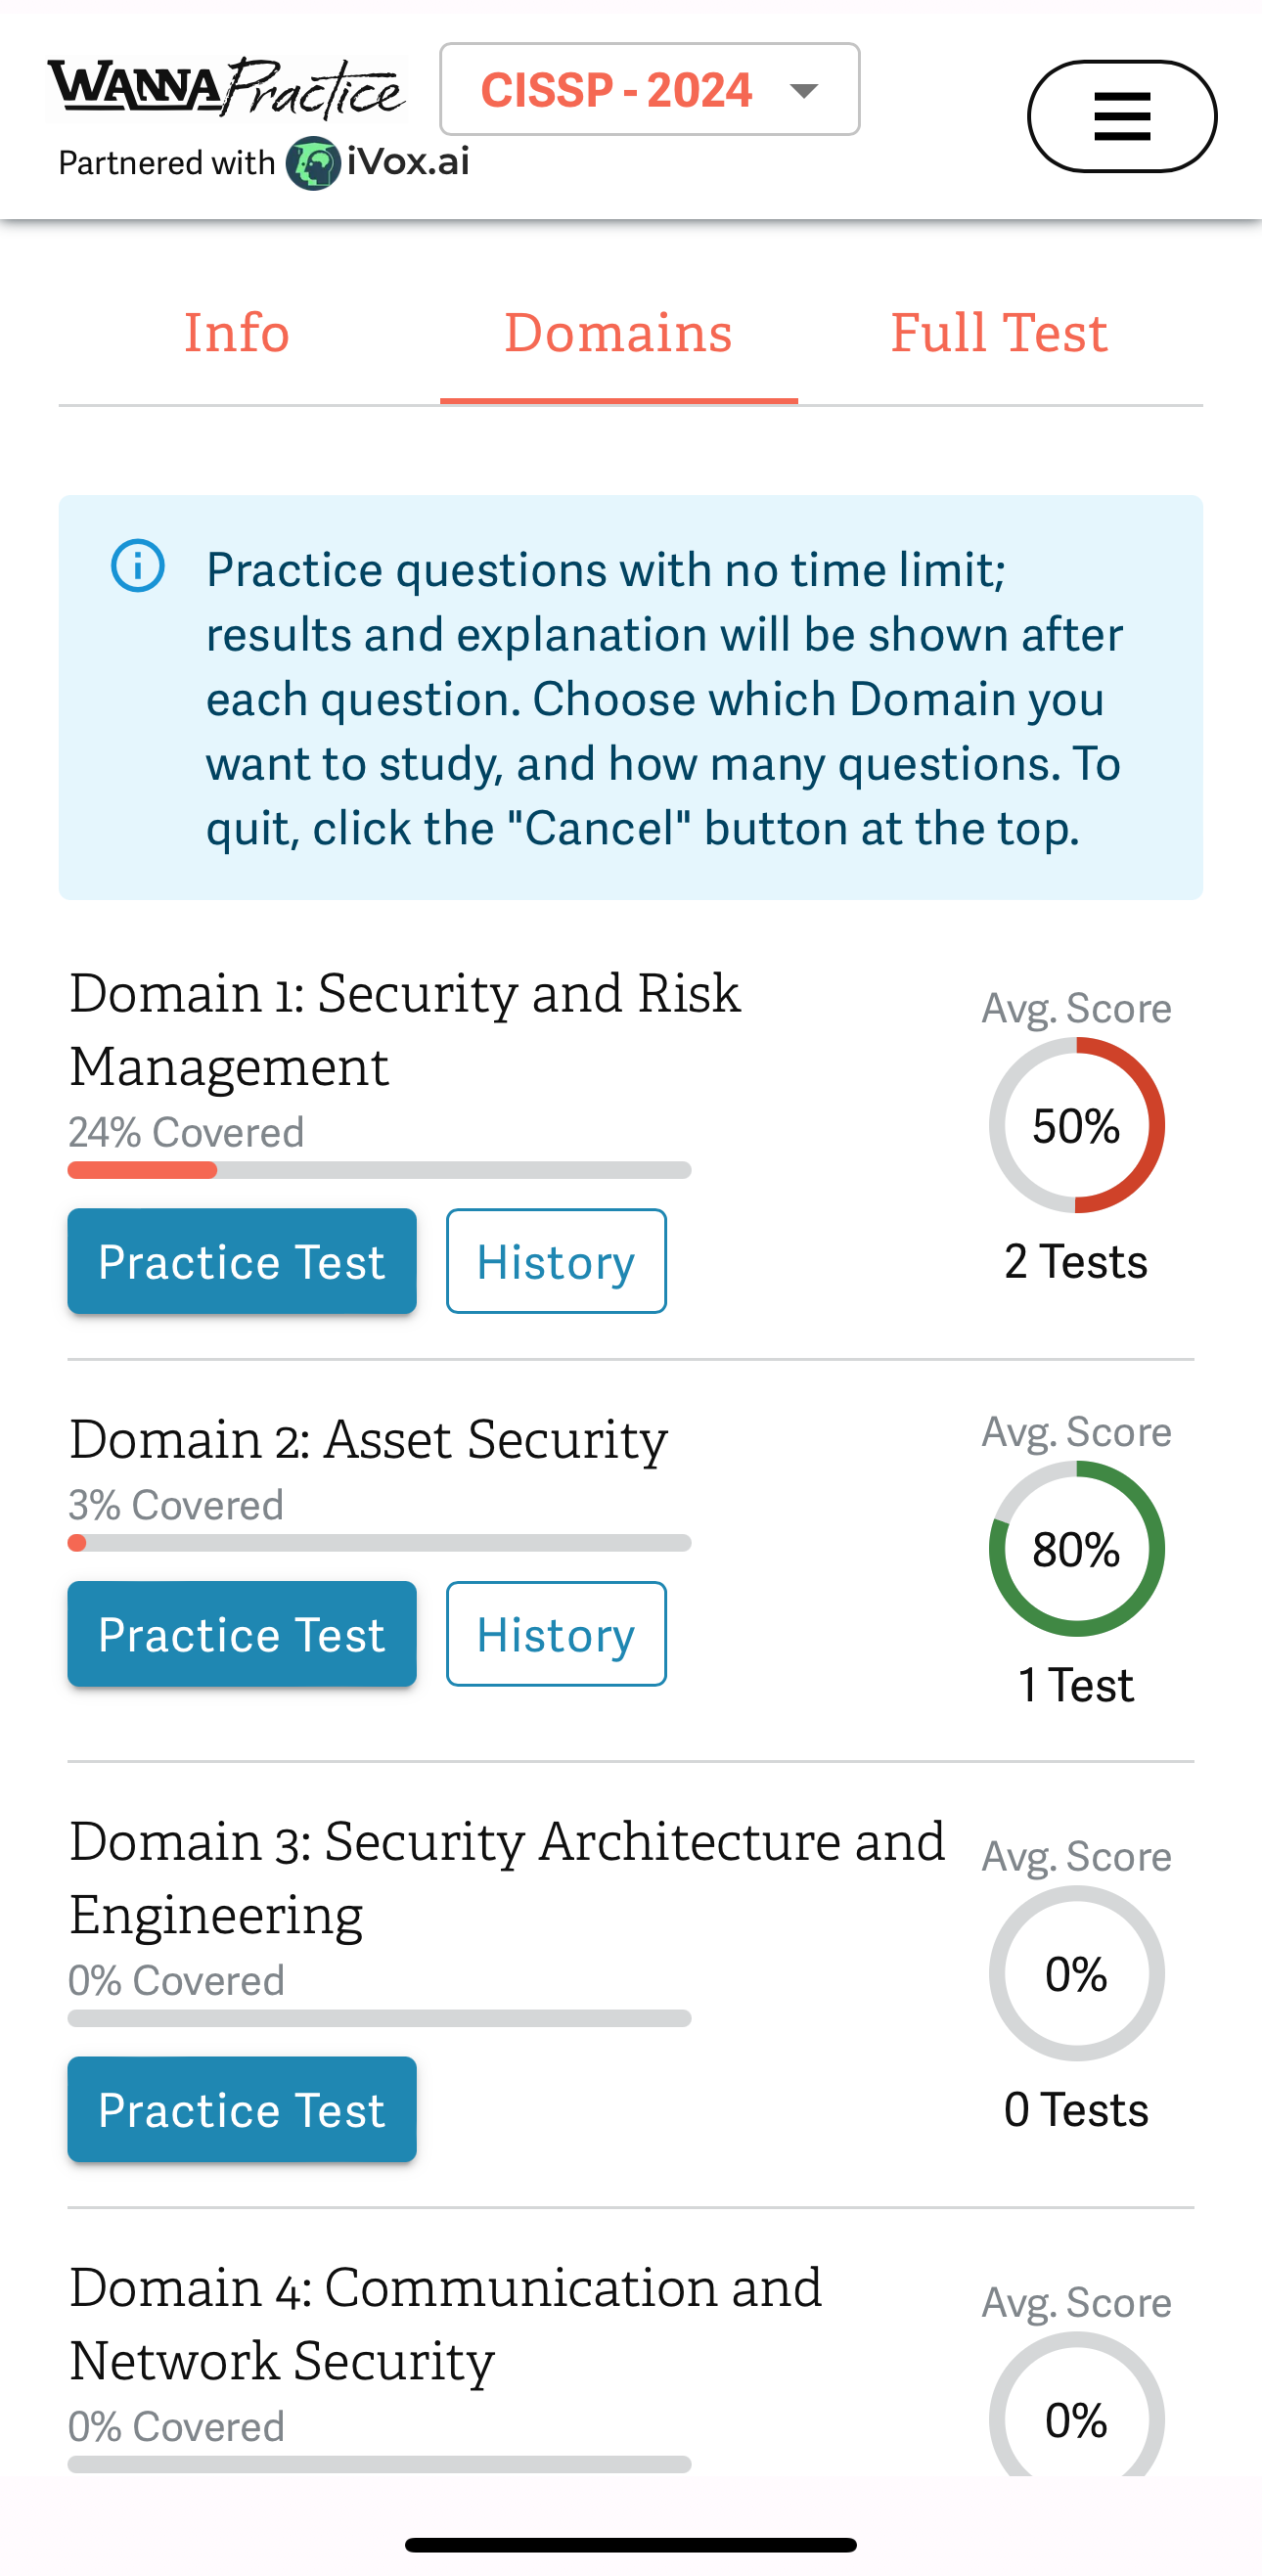 WANNA Practice
CISSP - 2024
Partnered with iVox.ai
Info
Domains
Full Test
Practice questions with no time limit;
results and explanation will be shown after
each question. Choose which Domain you
want to study, and how many questions. To
quit, click the "Cancel" button at the top.
Domain 1: Security and Risk
Management
24% Covered
Practice Test
History
Avg. Score
50%
2 Tests
Domain 2: Asset Security
3% Covered
Practice Test
History
Avg. Score
80%
1 Test
Domain 3: Security Architecture and
Engineering
0% Covered
Practice Test
Avg. Score
0%
0 Tests
Domain 4: Communication and
Network Security
0% Covered
Avg. Score
0%